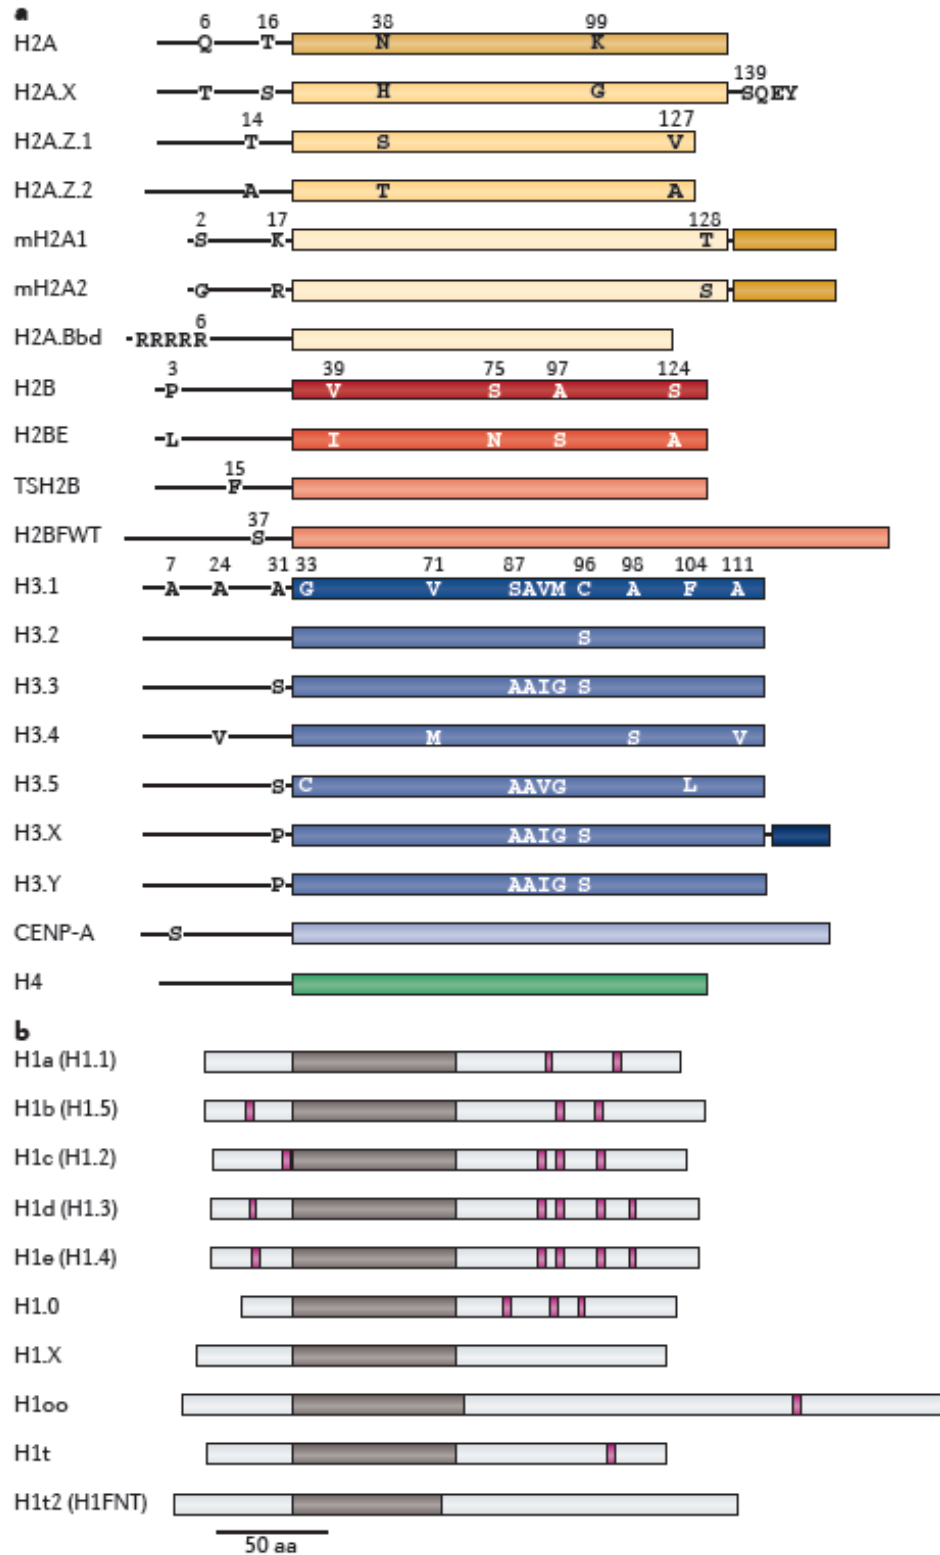 a
6 16 38 99
H2A Q T N K
139
H2A.X T S H G SQEY
14 127
H2A.Z.1 T S V
H2A.Z.2 A T A
2 17 128
mH2A1 S K T
mH2A2 G R S
6
H2A.Bbd RRRRR
3 39 75 97 124
H2B P V S A S
H2BE L I N S A
15
TSH2B F
37
H2BFWT S
7 24 31 33 71 87 96 98 104 111
H3.1 A A A G V SAVM C A F A
H3.2 S
H3.3 S AAIG S
H3.4 V M S V
H3.5 S C AAVG L
H3.X P AAIG S
H3.Y P AAIG S
CENP-A S
H4
b
H1a (H1.1)
H1b (H1.5)
H1c (H1.2)
H1d (H1.3)
H1e (H1.4)
H1.0
H1.X
H1oo
H1t
H1t2 (H1FNT)
50 aa